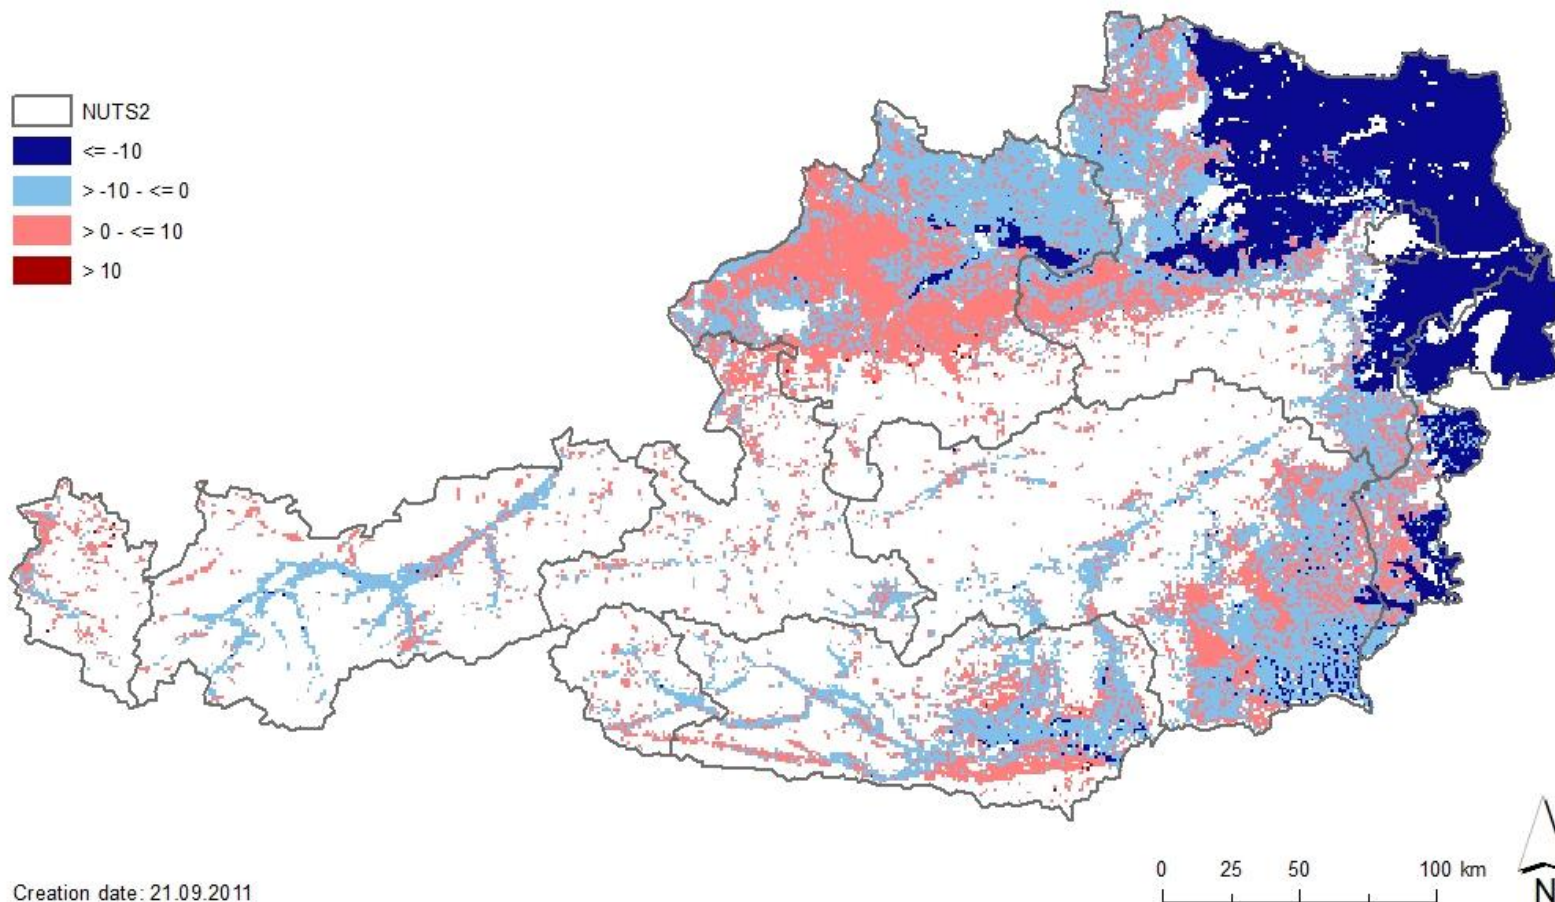 NUTS2
<= -10
> -10 - <= 0
> 0 - <= 10
> 10
0 25 50 100 km
N
Creation date: 21.09.2011